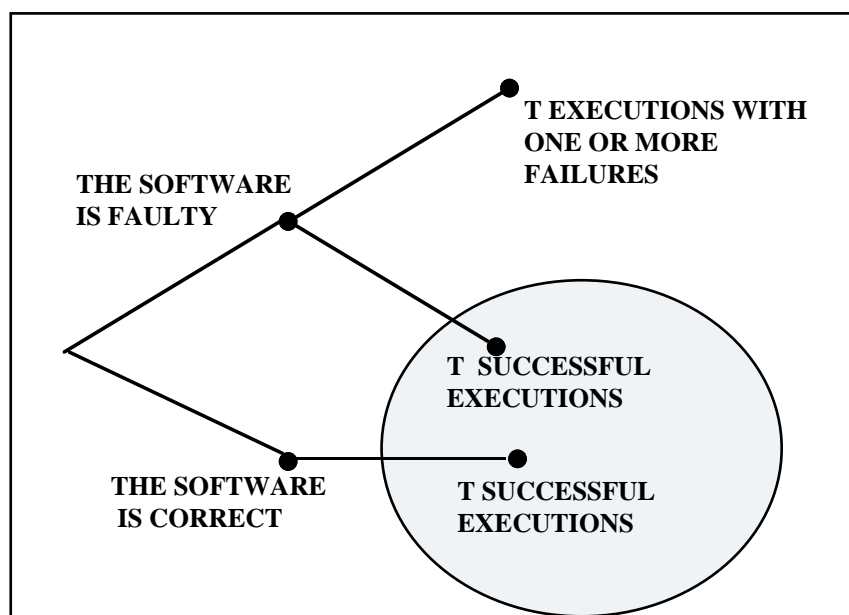 T EXECUTIONS WITH
ONE OR MORE
FAILURES
THE SOFTWARE
IS FAULTY
T SUCCESSFUL
EXECUTIONS
THE SOFTWARE
IS CORRECT
T SUCCESSFUL
EXECUTIONS